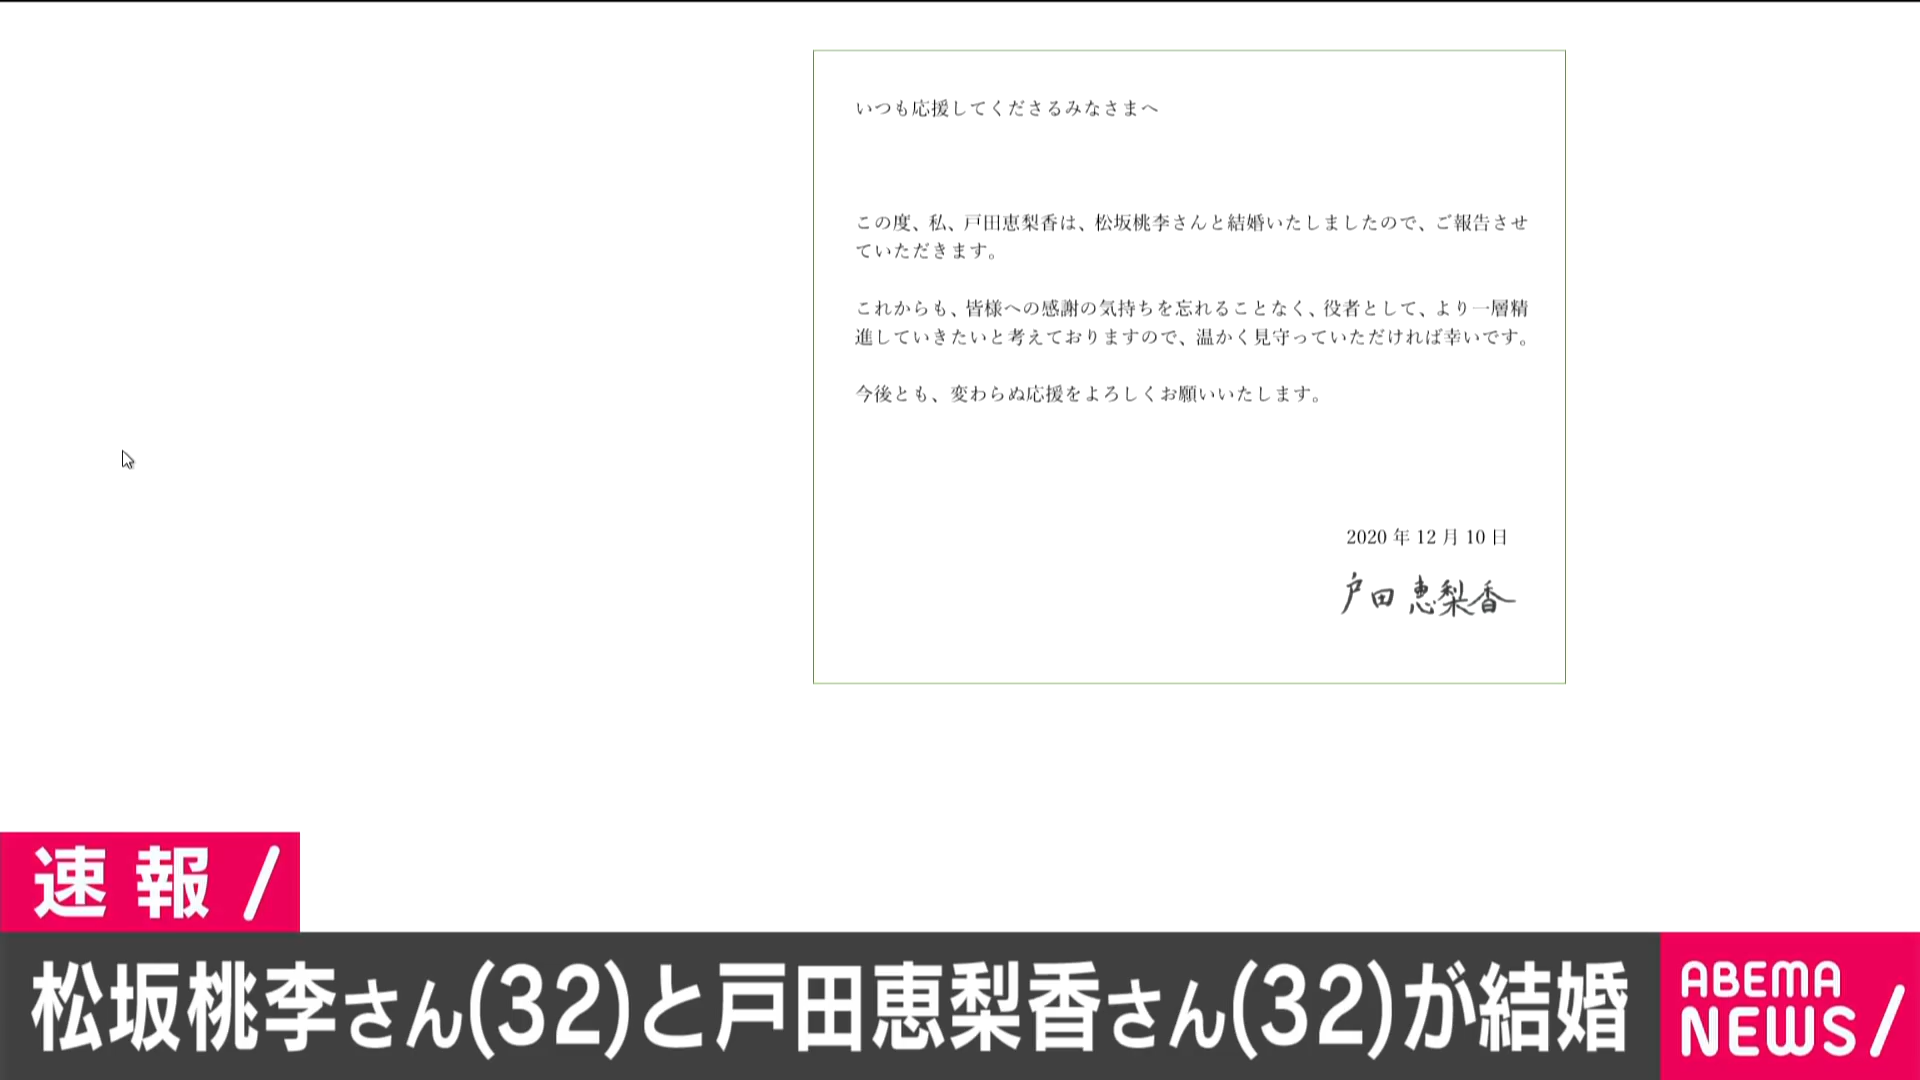 いつも応援してくださるみなさまへ
この度、私、戸田恵梨香は、松坂桃李さんと結婚いたしましたので、ご報告させ
ていただきます。
これからも、皆様への感謝の気持ちを忘れることなく、役者として、より一層精
進していきたいと考えておりますので、温かく見守っていただければ幸いです。
今後とも、変わらぬ応援をよろしくお願いいたします。
2020 年 12 月 10 日
戸田 恵梨香
速報/
松坂桃李さん(32)と戸田恵梨香さん(32)が結婚
ABEMA
NEWS/